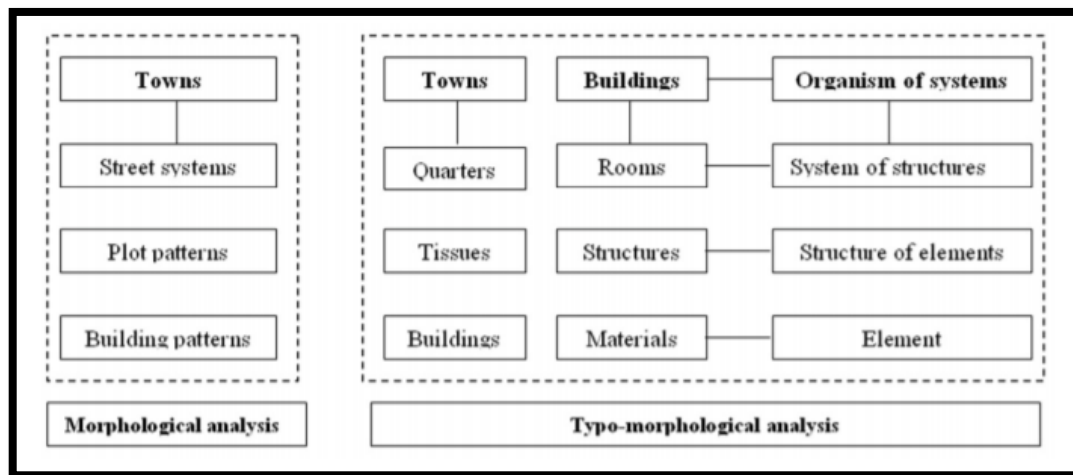 Towns
Street systems
Plot patterns
Building patterns
Morphological analysis
Towns Buildings Organism of systems
Quarters Rooms System of structures
Tissues Structures Structure of elements
Buildings Materials Element
Typo-morphological analysis